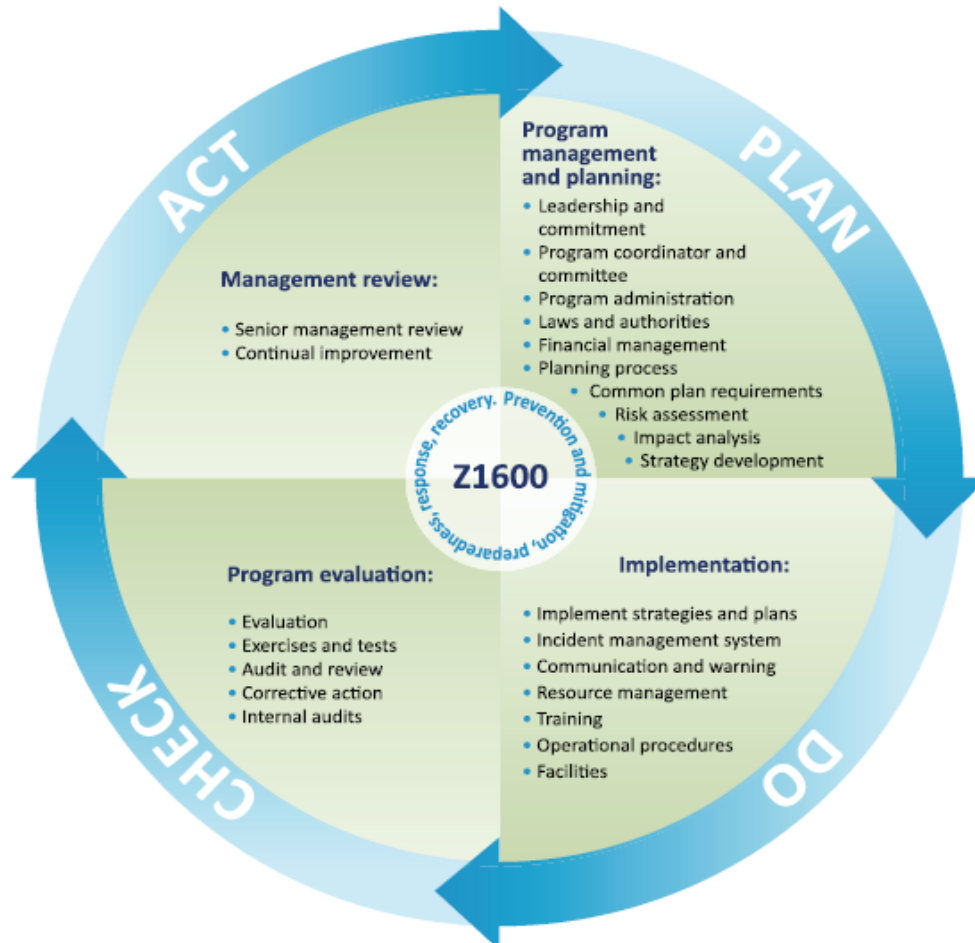 ACT
PLAN
Program
management
and planning:
• Leadership and
commitment
• Program coordinator and
committee
• Program administration
• Laws and authorities
• Financial management
• Planning process
• Common plan requirements
• Risk assessment
• Impact analysis
• Strategy development
Management review:
• Senior management review
• Continual improvement
Prevention and mitigation, preparedness, response, recovery.
Z1600
Program evaluation:
• Evaluation
• Exercises and tests
• Audit and review
• Corrective action
• Internal audits
Implementation:
• Implement strategies and plans
• Incident management system
• Communication and warning
• Resource management
• Training
• Operational procedures
• Facilities
CHECK
DO